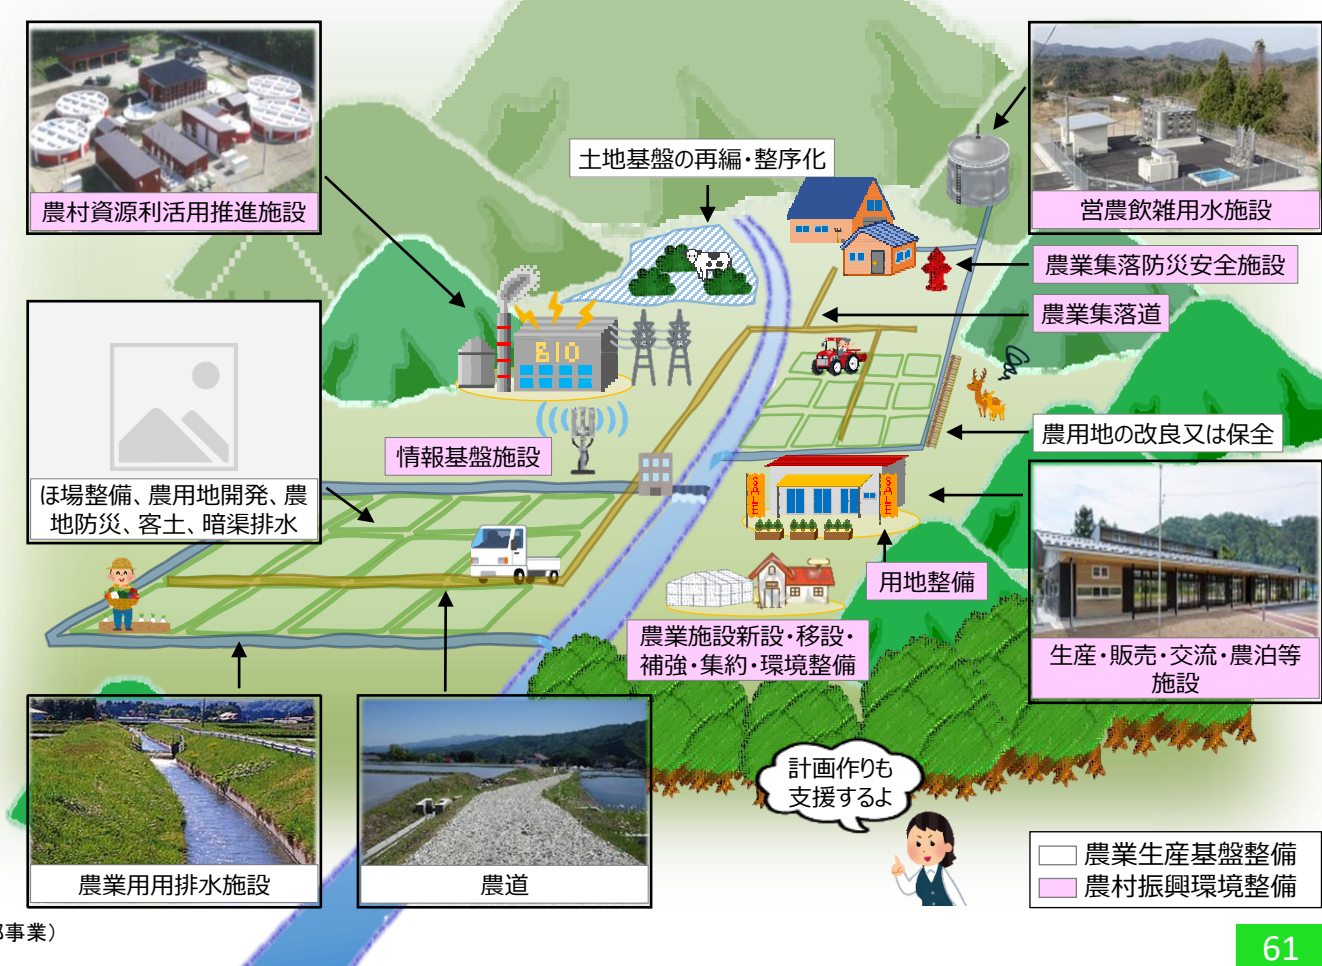 土地基盤の再編・整序化
農村資源利活用推進施設
営農飲雑用水施設
農業集落防災安全施設
農業集落道
BIO
農用地の改良又は保全
情報基盤施設
ほ場整備、農用地開発、農
地防災、客土、暗渠排水
SALE
SALE
用地整備
農業施設新設・移設・
補強・集約・環境整備
生産・販売・交流・農泊等
施設
計画作りも
支援するよ
農業用用排水施設
農道
農業生産基盤整備
農村振興環境整備
事業）
61